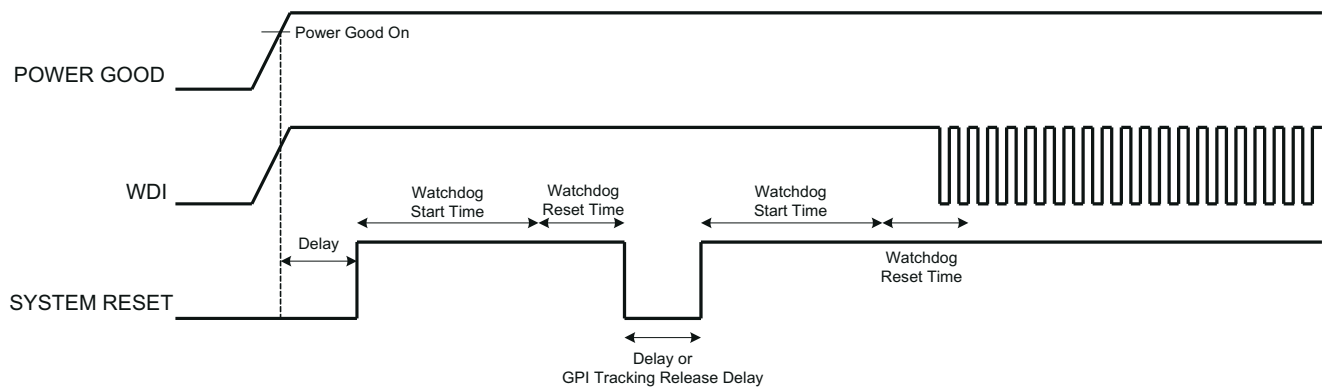 Power Good On
POWER GOOD
WDI
Watchdog
Start Time
Watchdog
Reset Time
Watchdog
Start Time
Delay
Watchdog
Reset Time
SYSTEM RESET
Delay or
GPI Tracking Release Delay